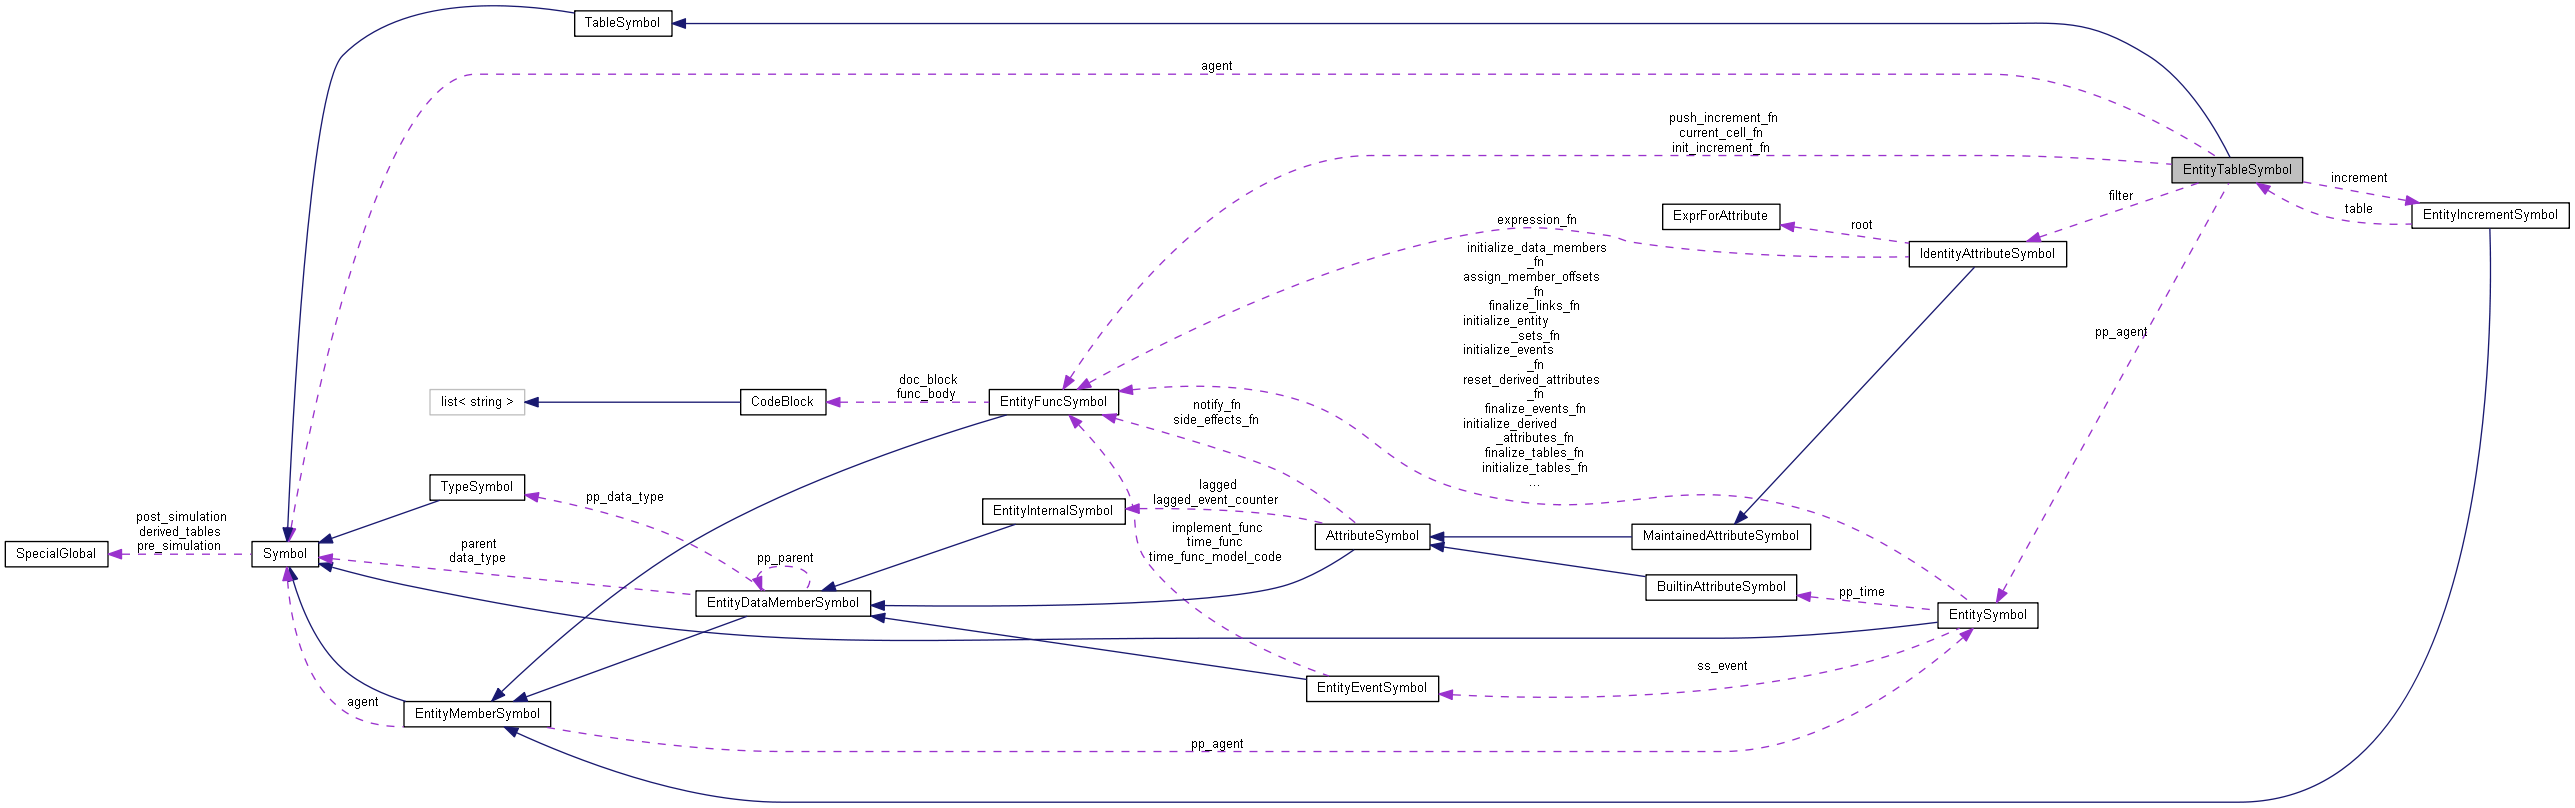 TableSymbol
agent
push_increment_fn
current_cell_fn
init_increment_fn
EntityTableSymbol
increment
filter
table
EntityIncrementSymbol
ExprForAttribute
root
expression_fn
IdentityAttributeSymbol
initialize_data_members
_fn
assign_member_offsets
_fn
finalize_links_fn
initialize_entity
_sets_fn
initialize_events
_fn
reset_derived_attributes
_fn
finalize_events_fn
initialize_derived
_attributes_fn
finalize_tables_fn
initialize_tables_fn
...
pp_agent
list< string >
CodeBlock
doc_block
func_body
EntityFuncSymbol
notify_fn
side_effects_fn
TypeSymbol
pp_data_type
EntityInternalSymbol
lagged
lagged_event_counter
implement_func
time_func
time_func_model_code
AttributeSymbol
MaintainedAttributeSymbol
SpecialGlobal
post_simulation
derived_tables
pre_simulation
Symbol
parent
data_type
pp_parent
EntityDataMemberSymbol
BuiltinAttributeSymbol
pp_time
EntitySymbol
ss_event
EntityEventSymbol
agent
EntityMemberSymbol
pp_agent